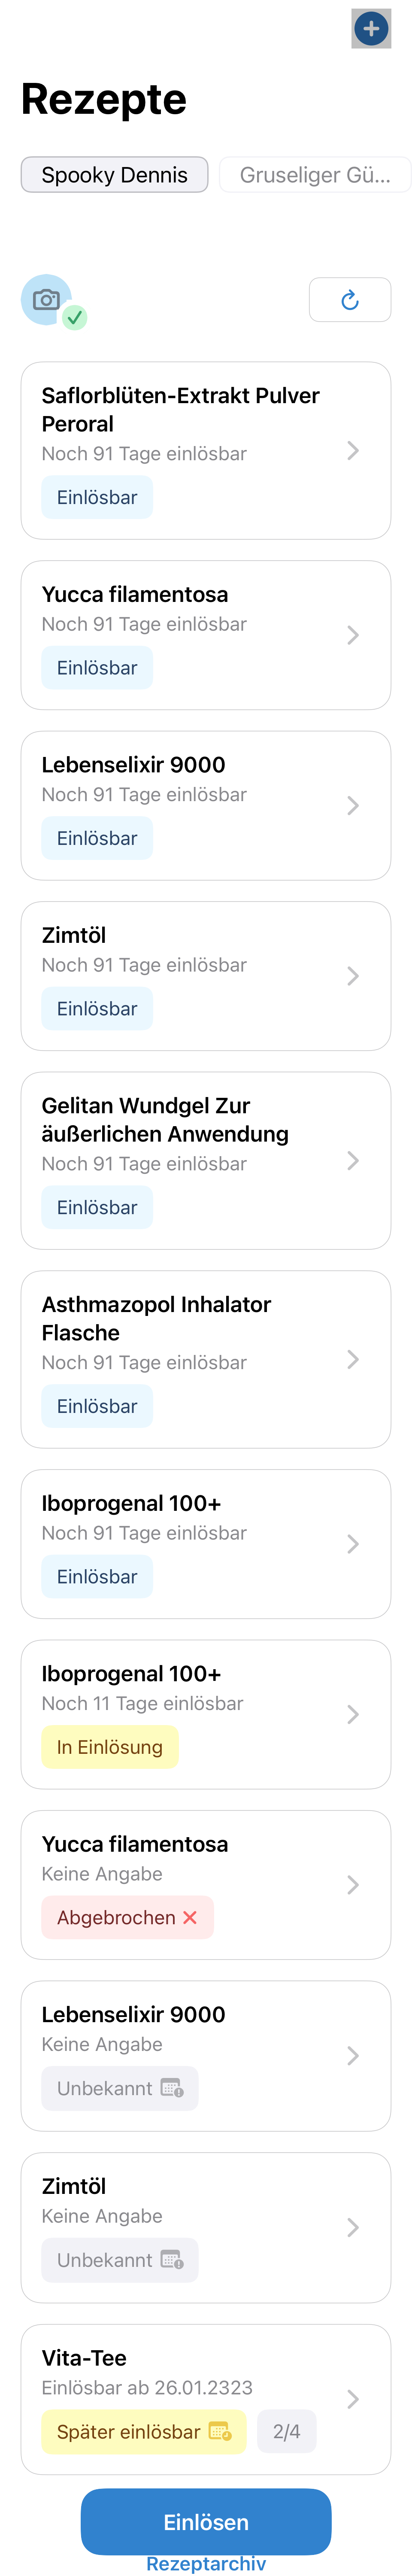 Rezepte
Spooky Dennis
Gruseliger Gü...
Saflorblüten-Extrakt Pulver
Peroral
Noch 91 Tage einlösbar
Einlösbar
Yucca filamentosa
Noch 91 Tage einlösbar
Einlösbar
Lebenselixir 9000
Noch 91 Tage einlösbar
Einlösbar
Zimtöl
Noch 91 Tage einlösbar
Einlösbar
Gelitan Wundgel Zur
äußerlichen Anwendung
Noch 91 Tage einlösbar
Einlösbar
Asthmazopol Inhalator
Flasche
Noch 91 Tage einlösbar
Einlösbar
Iboprogenal 100+
Noch 91 Tage einlösbar
Einlösbar
Iboprogenal 100+
Noch 11 Tage einlösbar
In Einlösung
Yucca filamentosa
Keine Angabe
Abgebrochen
Lebenselixir 9000
Keine Angabe
Unbekannt
Zimtöl
Keine Angabe
Unbekannt
Vita-Tee
Einlösbar ab 26.01.2323
Später einlösbar 2/4
Einlösen
Rezeptarchiv